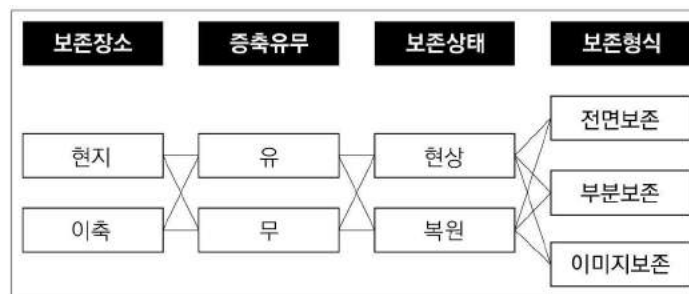 보존장소 증축유무 보존상태 보존형식
전면보존
현지 유 현상
부분보존
이축 무 복원
이미지보존